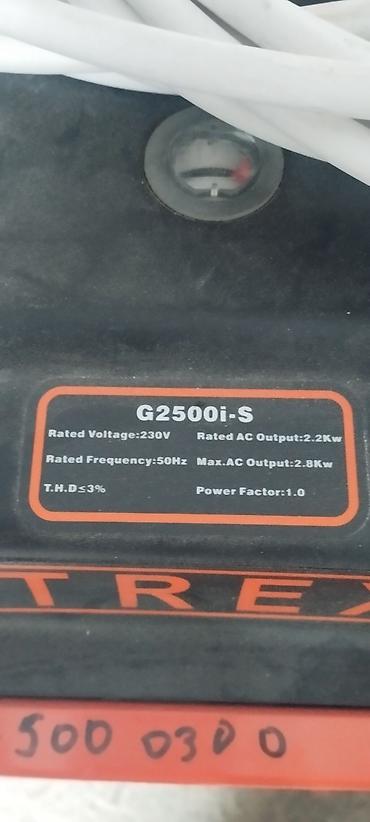 G2500i-S
Rated Voltage:230V Rated AC Output:2.2Kw
Rated Frequency:50Hz Max.AC Output:2.8Kw
T.H.D≤3% Power Factor:1.0
TREX
500 0300